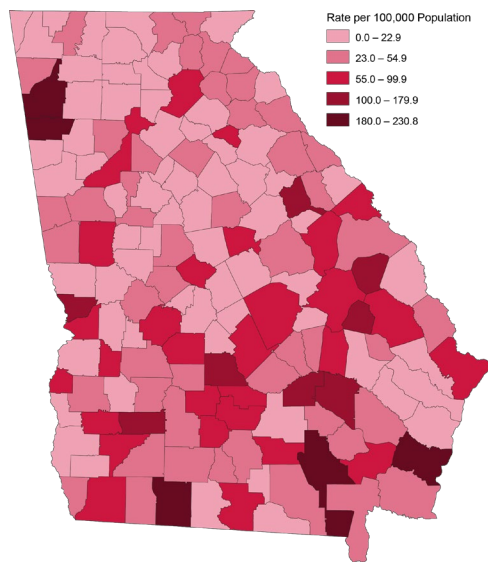 Rate per 100,000 Population
0.0 – 22.9
23.0 – 54.9
55.0 – 99.9
100.0 – 179.9
180.0 – 230.8